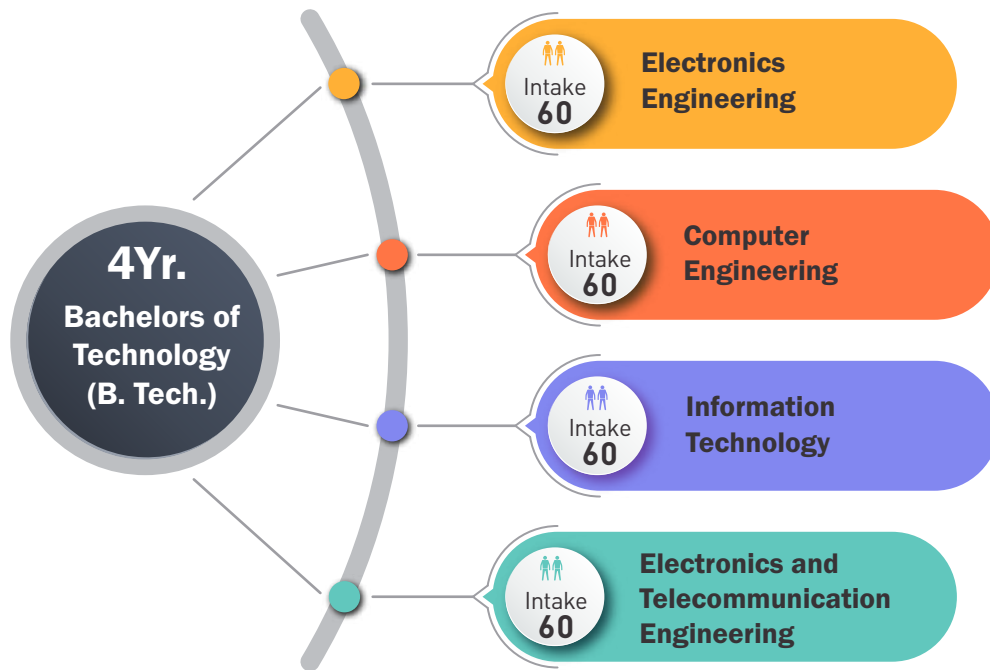 4Yr.
Bachelors of
Technology
(B. Tech.)
Intake
60
Electronics
Engineering
Intake
60
Computer
Engineering
Intake
60
Information
Technology
Intake
60
Electronics and
Telecommunication
Engineering